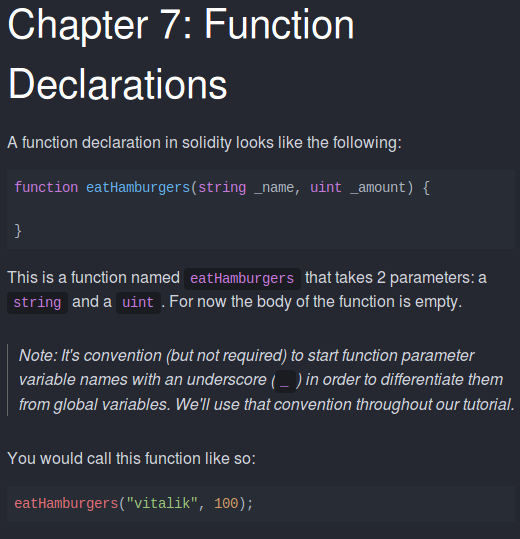 Chapter 7: Function
Declarations
A function declaration in solidity looks like the following:
function eatHamburgers(string _name, uint _amount) {
}
This is a function named eatHamburgers that takes 2 parameters: a
string and a uint . For now the body of the function is empty.
Note: It's convention (but not required) to start function parameter
variable names with an underscore ( _ ) in order to differentiate them
from global variables. We'll use that convention throughout our tutorial.
You would call this function like so:
eatHamburgers("vitalik", 100);